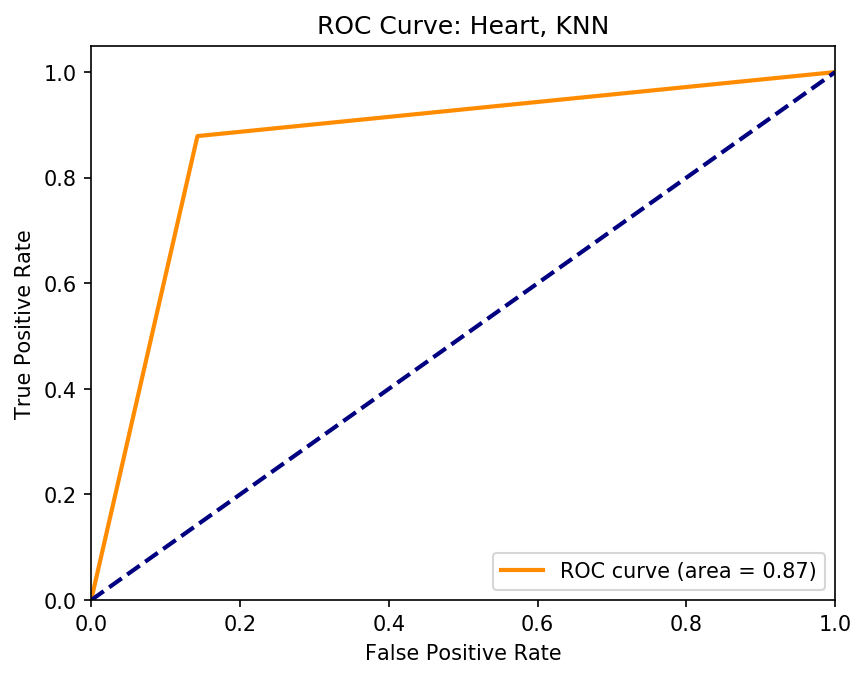 ROC Curve: Heart, KNN
1.0
0.8
0.6
0.4
0.2
0.0
True Positive Rate
0.0 0.2 0.4 0.6 0.8 1.0
False Positive Rate
ROC curve (area = 0.87)